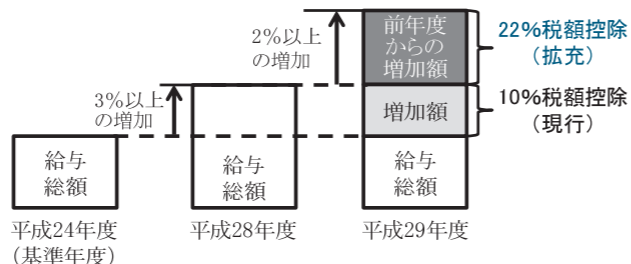 2%以上
の増加
前年度
からの
増加額
22%税額控除
(拡充)
3%以上
の増加
増加額
10%税額控除
(現行)
給与
総額
給与
総額
給与
総額
平成24年度
(基準年度)
平成28年度
平成29年度